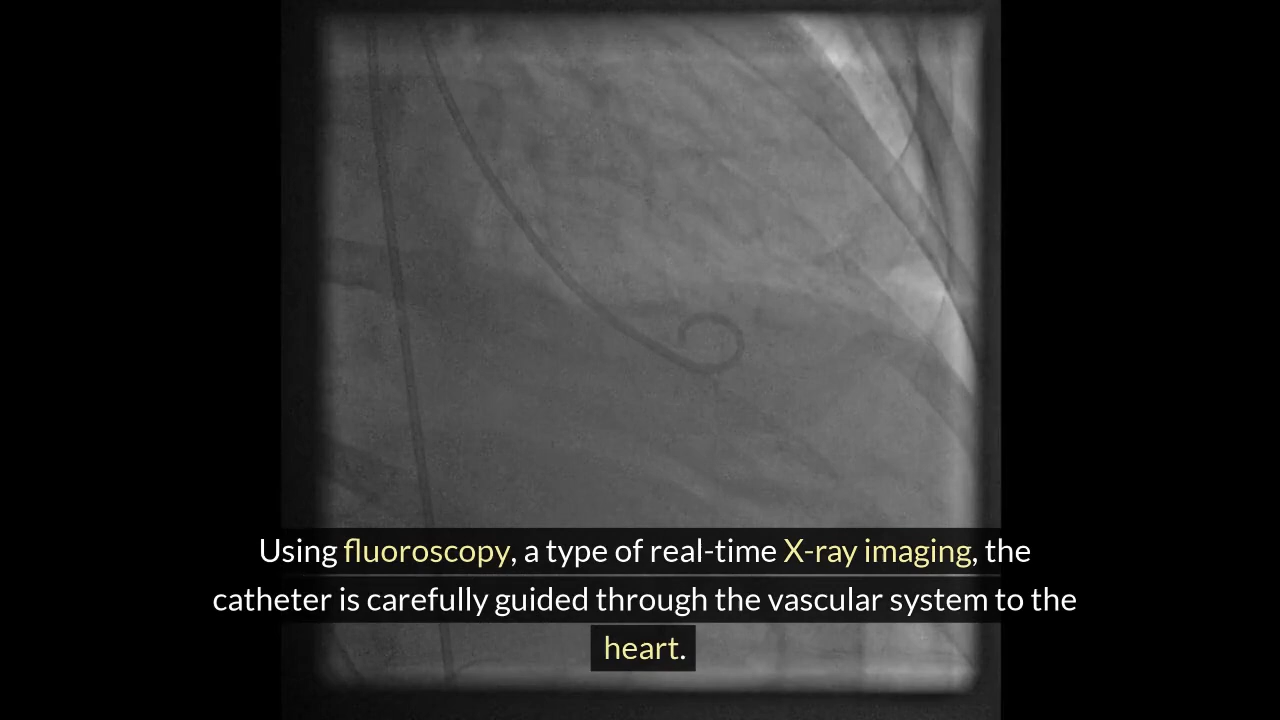 Using fluoroscopy, a type of real-time X-ray imaging, the
catheter is carefully guided through the vascular system to the
heart.